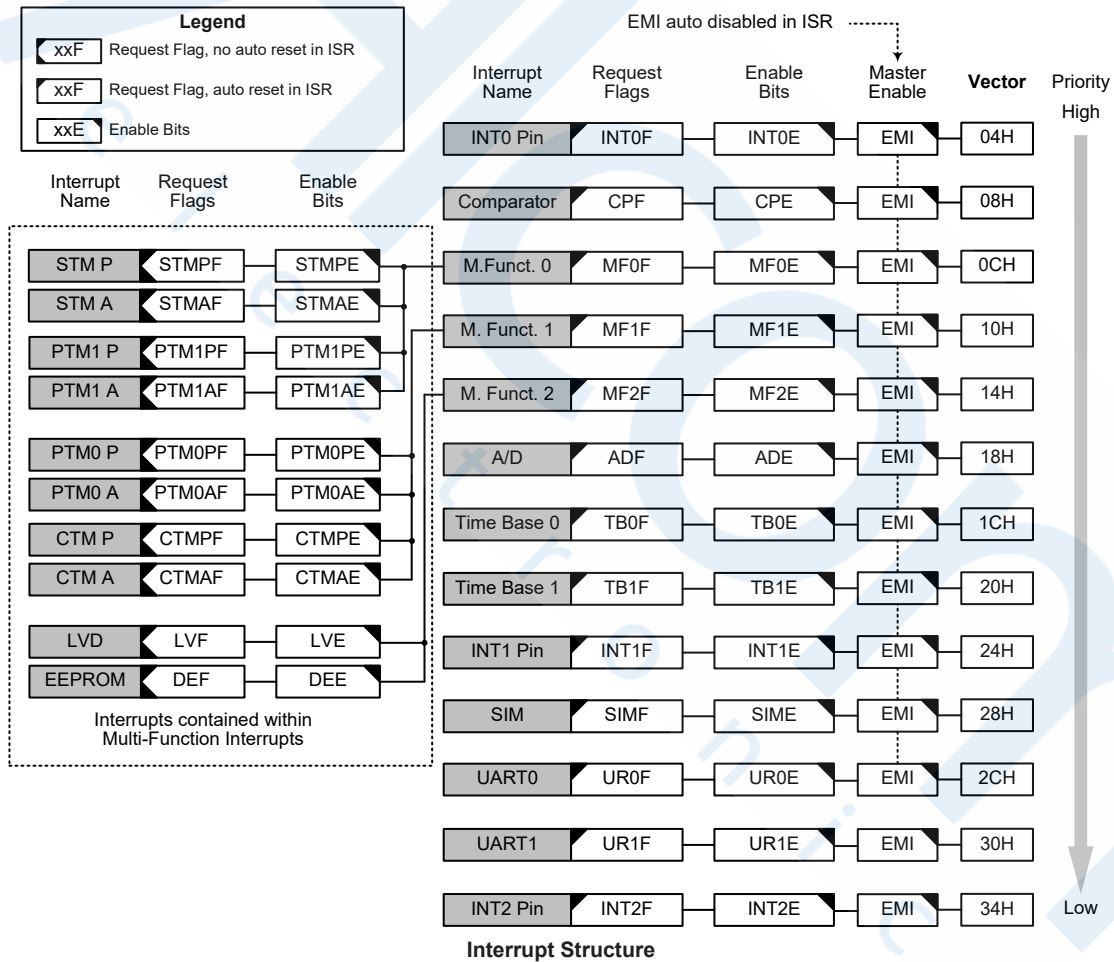 Legend
xxF Request Flag, no auto reset in ISR
xxF Request Flag, auto reset in ISR
xxE Enable Bits
EMI auto disabled in ISR
Interrupt Name Request Flags Enable Bits Master Enable Vector Priority
High
INT0 Pin INT0F INT0E EMI 04H
Comparator CPF CPE EMI 08H
M.Funct. 0 MF0F MF0E EMI 0CH
M. Funct. 1 MF1F MF1E EMI 10H
M. Funct. 2 MF2F MF2E EMI 14H
A/D ADF ADE EMI 18H
Time Base 0 TB0F TB0E EMI 1CH
Time Base 1 TB1F TB1E EMI 20H
INT1 Pin INT1F INT1E EMI 24H
SIM SIMF SIME EMI 28H
UART0 UR0F UR0E EMI 2CH
UART1 UR1F UR1E EMI 30H
INT2 Pin INT2F INT2E EMI 34H Low
Interrupt Name Request Flags Enable Bits
STM P STMPF STMPE
STM A STMAF STMAE
PTM1 P PTM1PF PTM1PE
PTM1 A PTM1AF PTM1AE
PTM0 P PTM0PF PTM0PE
PTM0 A PTM0AF PTM0AE
CTM P CTMPF CTMPE
CTM A CTMAF CTMAE
LVD LVF LVE
EEPROM DEF DEE
Interrupts contained within
Multi-Function Interrupts
Interrupt Structure